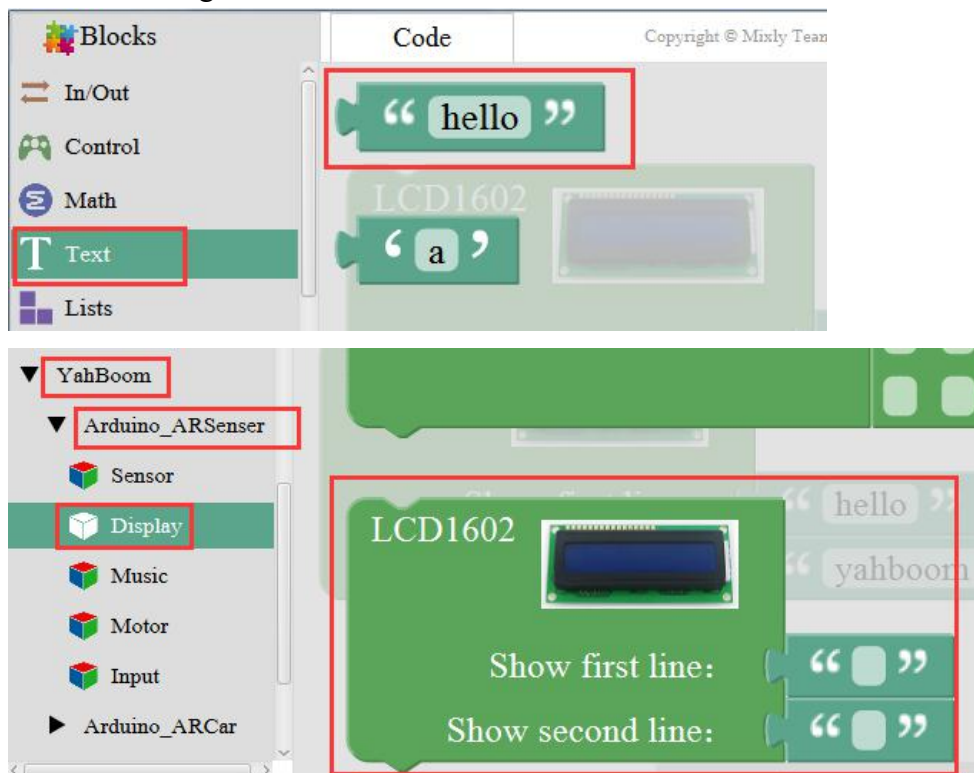 Blocks
Code
Copyright © Mixly Team
In/Out
Control
Math
Text
Lists
“ hello ”
LCD1602
‘ a ’
YahBoom
Arduino_ARSenser
Sensor
Display
Music
Motor
Input
Arduino_ARCar
LCD1602
Show first line:
“ ”
Show second line:
“ ”
“ hello ”
“ yahboom